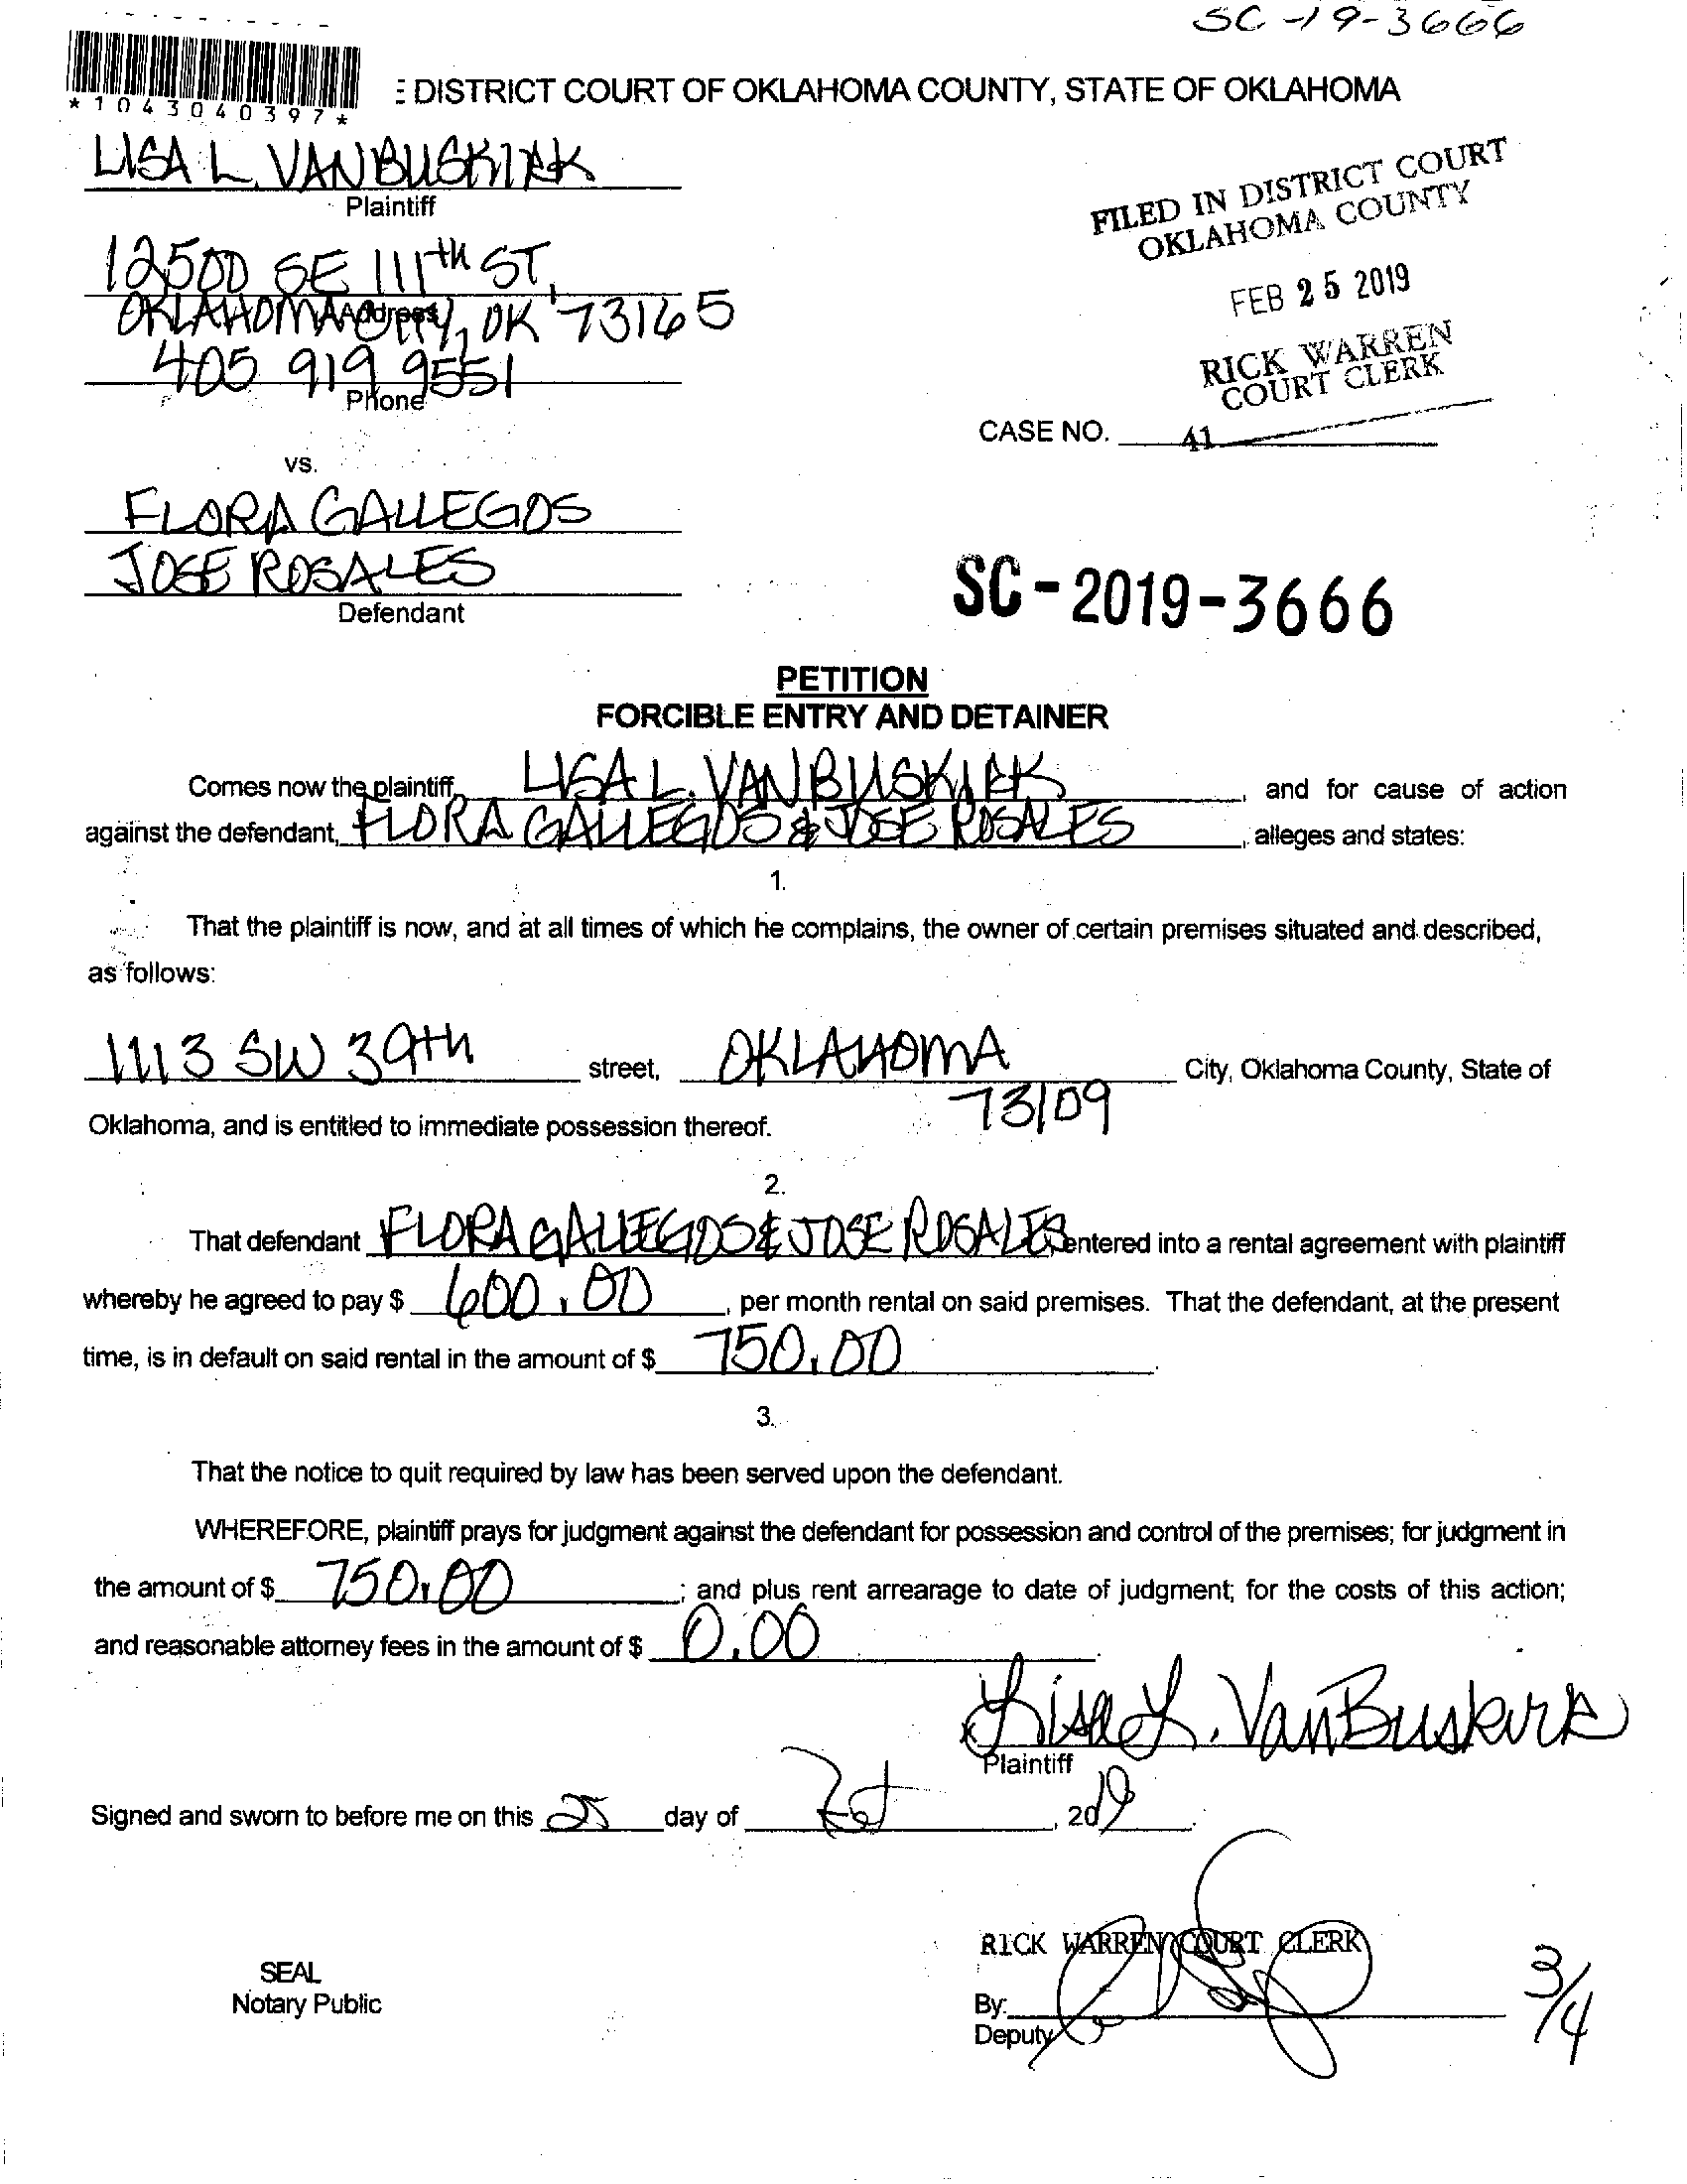 SC-19-3666
*1043040397*
E DISTRICT COURT OF OKLAHOMA COUNTY, STATE OF OKLAHOMA
LISA L. VANBUSKIRK
Plaintiff
FILED IN DISTRICT COURT
OKLAHOMA COUNTY
12500 SE 111th ST,
Address
OKLAHOMA CITY, OK 73165
FEB 25 2019
405 919 9551
Phone
RICK WARREN
COURT CLERK
CASE NO. 41
vs.
FLORA GALLEGOS
JOSE ROSALES
Defendant
SC-2019-3666
PETITION
FORCIBLE ENTRY AND DETAINER
Comes now the plaintiff, LISA L. VANBUSKIRK, and for cause of action
against the defendant, FLORA GALLEGOS & JOSE ROSALES, alleges and states:
1.
That the plaintiff is now, and at all times of which he complains, the owner of certain premises situated and described,
as follows:
1113 SW 39th street, OKLAHOMA City, Oklahoma County, State of
73109
Oklahoma, and is entitled to immediate possession thereof.
2.
That defendant FLORA GALLEGOS & JOSE ROSALES entered into a rental agreement with plaintiff
whereby he agreed to pay $ 600.00, per month rental on said premises. That the defendant, at the present
time, is in default on said rental in the amount of $ 750.00.
3.
That the notice to quit required by law has been served upon the defendant.
WHEREFORE, plaintiff prays for judgment against the defendant for possession and control of the premises; for judgment in
the amount of $ 750.00; and plus rent arrearage to date of judgment; for the costs of this action;
and reasonable attorney fees in the amount of $ 0.00.
Lisa L. VanBuskirk
Plaintiff
Signed and sworn to before me on this 25 day of Feb, 2019.
RICK WARREN COURT CLERK
SEAL
Notary Public
By:
Deputy
3/4